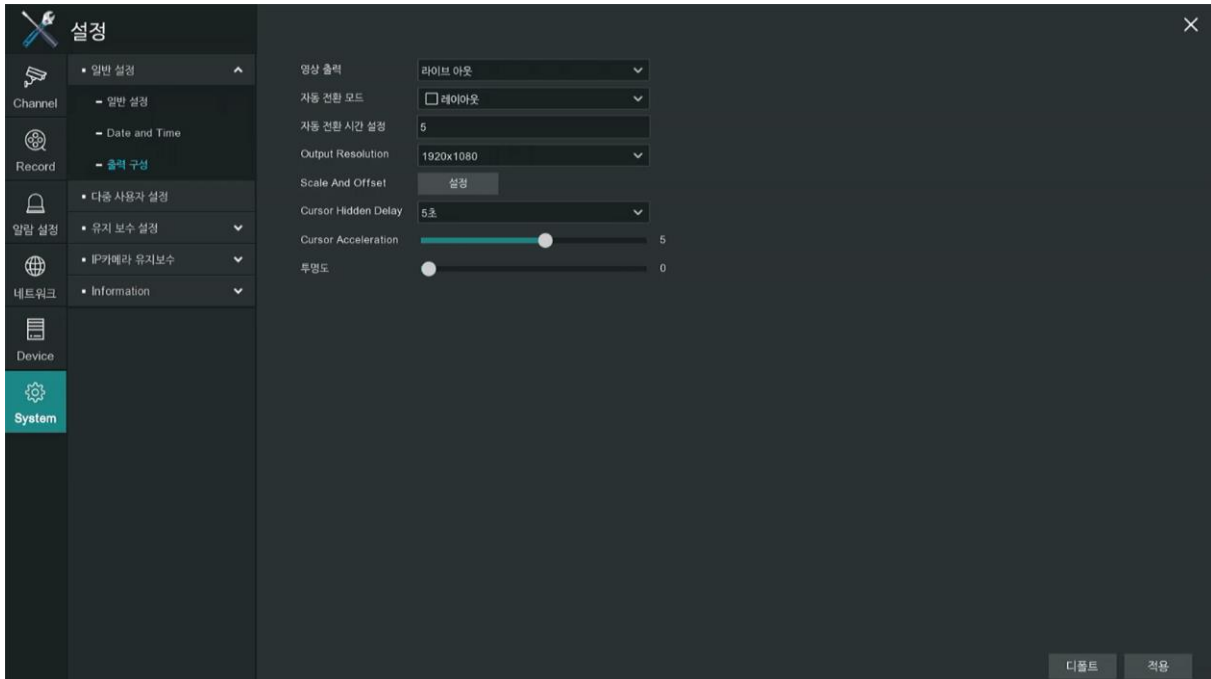 설정
Channel
Record
알람 설정
네트워크
Device
System
• 일반 설정
- 일반 설정
- Date and Time
- 출력 구성
• 다중 사용자 설정
• 유지 보수 설정
• IP카메라 유지보수
• Information
영상 출력 라이브 아웃
자동 전환 모드 레이아웃
자동 전환 시간 설정 5
Output Resolution 1920x1080
Scale And Offset 설정
Cursor Hidden Delay 5초
Cursor Acceleration 5
투명도 0
디폴트 적용